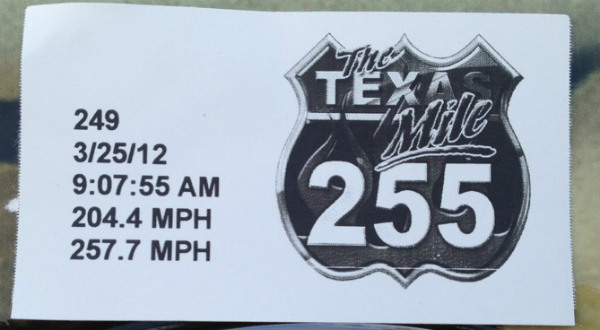 249
3/25/12
9:07:55 AM
204.4 MPH
257.7 MPH
The
TEXAS
Mile
255